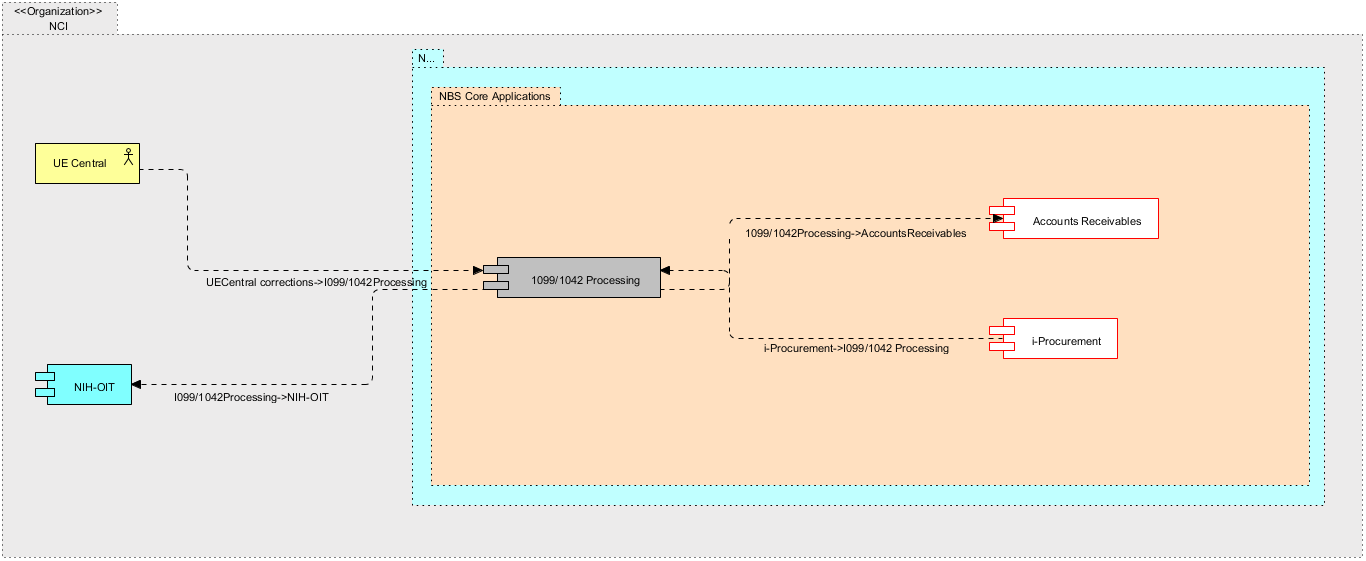 <<Organization>>
NCI
N...
NBS Core Applications
UE Central
Accounts Receivables
1099/1042Processing->AccountsReceivables
1099/1042 Processing
UECentral corrections->I099/1042Processing
i-Procurement
i-Procurement->I099/1042 Processing
NIH-OIT
I099/1042Processing->NIH-OIT